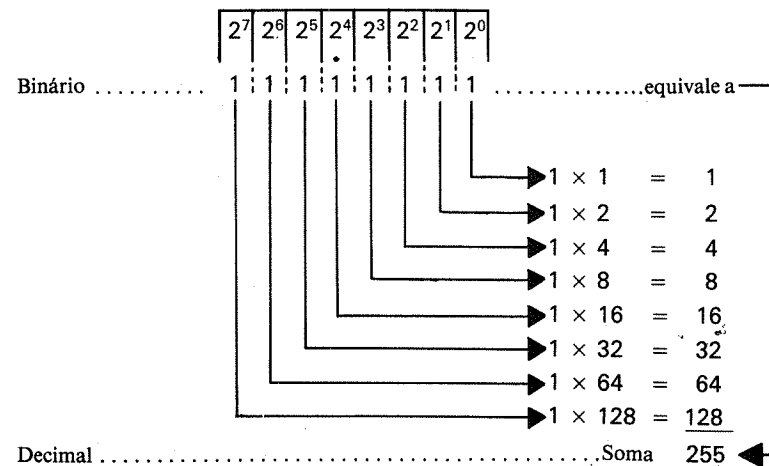 2⁷ 2⁶ 2⁵ 2⁴ 2³ 2² 2¹ 2⁰
Binário .......... 1 1 1 1 1 1 1 1 ..............equivale a
1 × 1 = 1
1 × 2 = 2
1 × 4 = 4
1 × 8 = 8
1 × 16 = 16
1 × 32 = 32
1 × 64 = 64
1 × 128 = 128
Decimal ............................................Soma 255